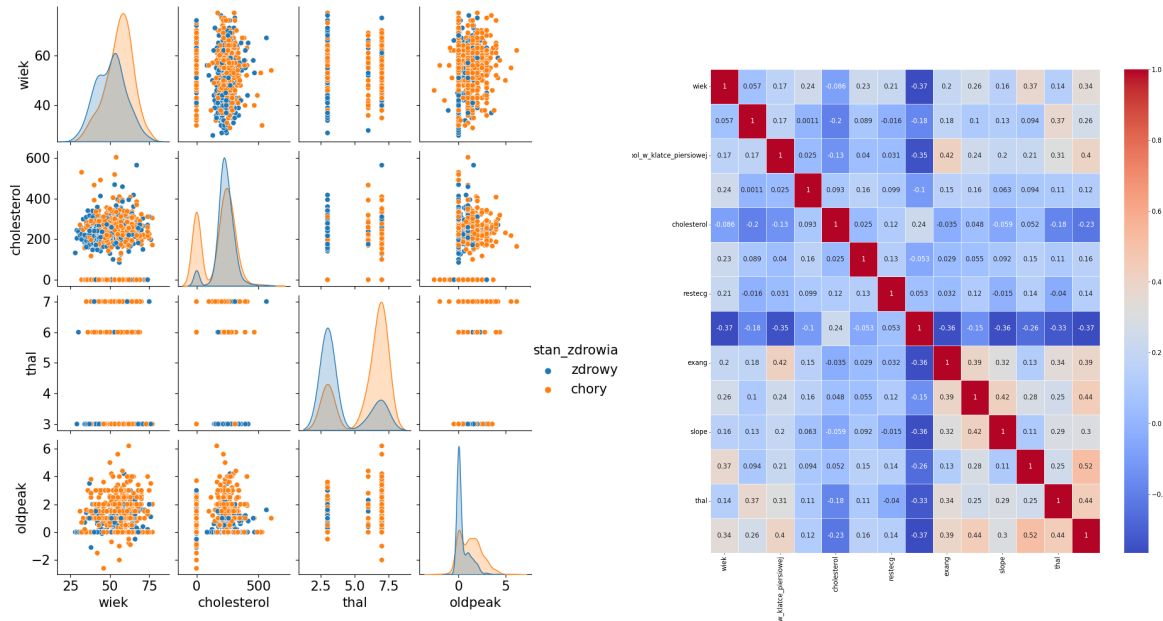 wiek
60
40
cholesterol
600
400
200
0
thal
7
6
5
4
3
oldpeak
6
4
2
0
−2
25 50 75
wiek
0 500
cholesterol
2.5 5.0 7.5
thal
0 5
oldpeak
stan_zdrowia
zdrowy
chory
wiek 1 0.057 0.17 0.24 -0.086 0.23 0.21 -0.37 0.2 0.26 0.16 0.37 0.14 0.34
0.057 1 0.17 0.0011 -0.2 0.089 -0.016 -0.18 0.18 0.1 0.13 0.094 0.37 0.26
ol_w_klatce_piersiowej 0.17 0.17 1 0.025 -0.13 0.04 0.031 -0.35 0.42 0.24 0.2 0.21 0.31 0.4
0.24 0.0011 0.025 1 0.093 0.16 0.099 -0.1 0.15 0.16 0.063 0.094 0.11 0.12
cholesterol -0.086 -0.2 -0.13 0.093 1 0.025 0.12 0.24 -0.035 0.048 -0.059 0.052 -0.18 -0.23
0.23 0.089 0.04 0.16 0.025 1 0.13 -0.053 0.029 0.055 0.092 0.15 0.11 0.16
restecg 0.21 -0.016 0.031 0.099 0.12 0.13 1 0.053 0.032 0.12 -0.015 0.14 -0.04 0.14
-0.37 -0.18 -0.35 -0.1 0.24 -0.053 0.053 1 -0.36 -0.15 -0.36 -0.26 -0.33 -0.37
exang 0.2 0.18 0.42 0.15 -0.035 0.029 0.032 -0.36 1 0.39 0.32 0.13 0.34 0.39
0.26 0.1 0.24 0.16 0.048 0.055 0.12 -0.15 0.39 1 0.42 0.28 0.25 0.44
slope 0.16 0.13 0.2 0.063 -0.059 0.092 -0.015 -0.36 0.32 0.42 1 0.11 0.29 0.3
0.37 0.094 0.21 0.094 0.052 0.15 0.14 -0.26 0.13 0.28 0.11 1 0.25 0.52
thal 0.14 0.37 0.31 0.11 -0.18 0.11 -0.04 -0.33 0.34 0.25 0.29 0.25 1 0.44
0.34 0.26 0.4 0.12 -0.23 0.16 0.14 -0.37 0.39 0.44 0.3 0.52 0.44 1
wiek
w_klatce_piersiowej
cholesterol
restecg
exang
slope
thal
1.0
0.8
0.6
0.4
0.2
0.0